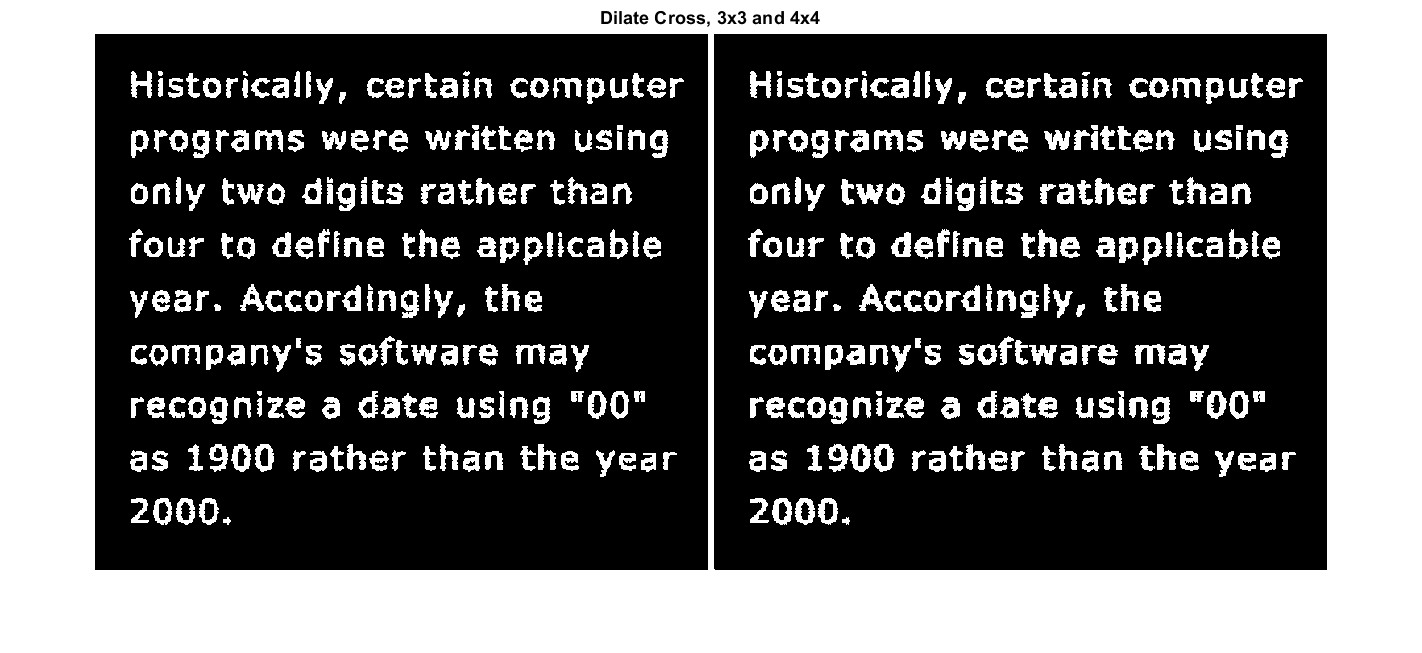 Dilate Cross, 3x3 and 4x4
Historically, certain computer
programs were written using
only two digits rather than
four to define the applicable
year. Accordingly, the
company's software may
recognize a date using "00"
as 1900 rather than the year
2000.
Historically, certain computer
programs were written using
only two digits rather than
four to define the applicable
year. Accordingly, the
company's software may
recognize a date using "00"
as 1900 rather than the year
2000.